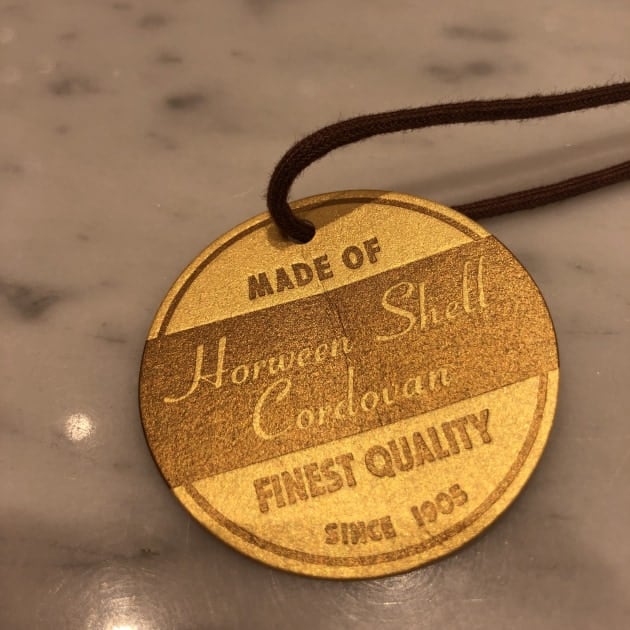 MADE OF
Horween Shell
Cordovan
FINEST QUALITY
SINCE 1905